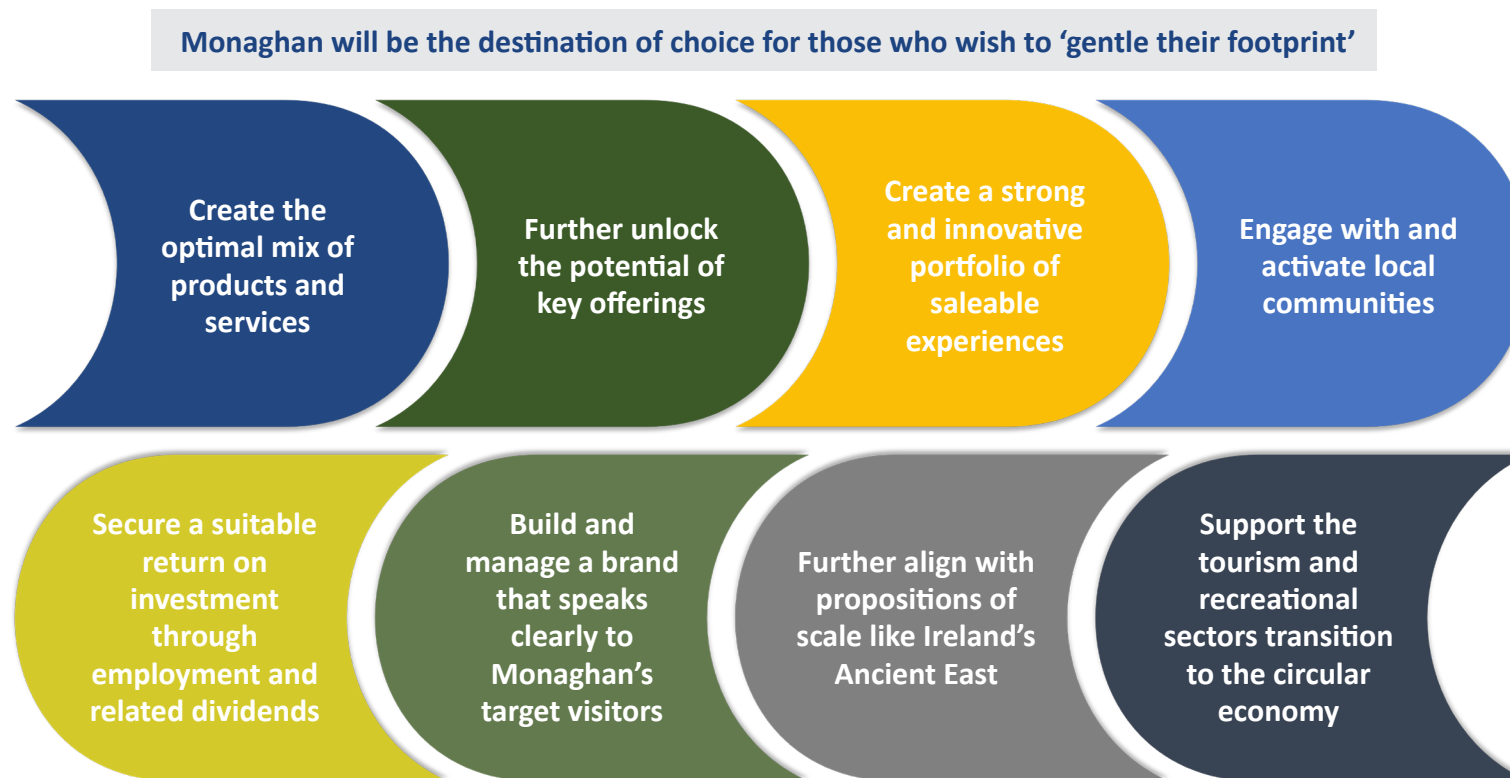 Monaghan will be the destination of choice for those who wish to ‘gentle their footprint’
Create the
optimal mix of
products and
services
Further unlock
the potential of
key offerings
Create a strong
and innovative
portfolio of
saleable
experiences
Engage with and
activate local
communities
Secure a suitable
return on
investment
through
employment and
related dividends
Build and
manage a brand
that speaks
clearly to
Monaghan’s
target visitors
Further align with
propositions of
scale like Ireland’s
Ancient East
Support the
tourism and
recreational
sectors transition
to the circular
economy